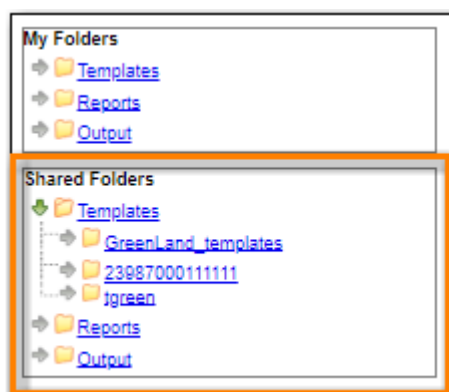 My Folders
Templates
Reports
Output
Shared Folders
Templates
GreenLand_templates
23987000111111
tgreen
Reports
Output